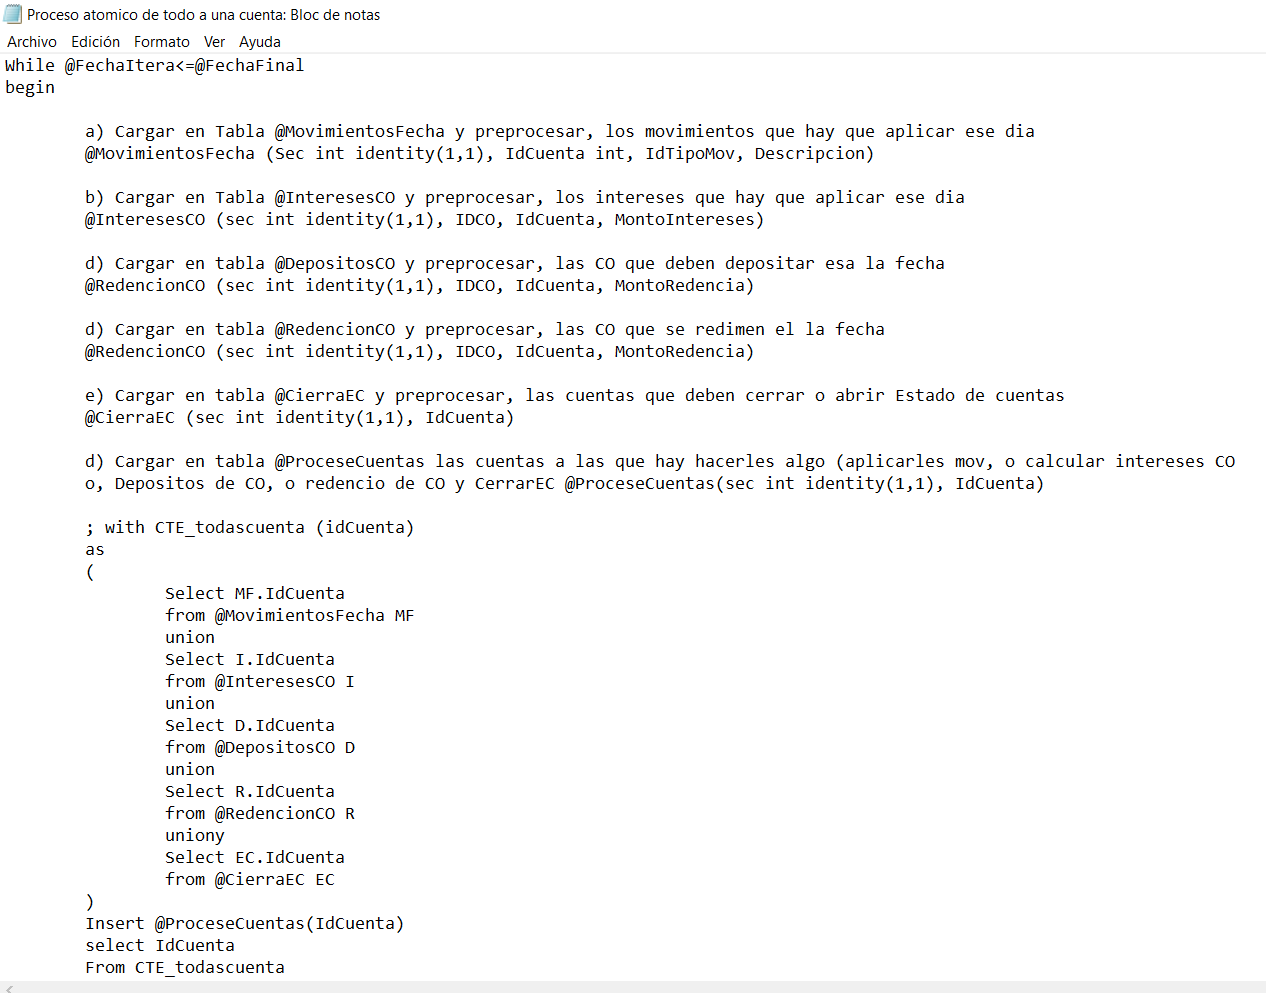 Proceso atomico de todo a una cuenta: Bloc de notas
Archivo Edición Formato Ver Ayuda
While @FechaItera<=@FechaFinal
begin
a) Cargar en Tabla @MovimientosFecha y preprocesar, los movimientos que hay que aplicar ese dia
@MovimientosFecha (Sec int identity(1,1), IdCuenta int, IdTipoMov, Descripcion)
b) Cargar en Tabla @InteresesCO y preprocesar, los intereses que hay que aplicar ese dia
@InteresesCO (sec int identity(1,1), IDCO, IdCuenta, MontoIntereses)
d) Cargar en tabla @DepositosCO y preprocesar, las CO que deben depositar esa la fecha
@RedencionCO (sec int identity(1,1), IDCO, IdCuenta, MontoRedencia)
d) Cargar en tabla @RedencionCO y preprocesar, las CO que se redimen el la fecha
@RedencionCO (sec int identity(1,1), IDCO, IdCuenta, MontoRedencia)
e) Cargar en tabla @CierraEC y preprocesar, las cuentas que deben cerrar o abrir Estado de cuentas
@CierraEC (sec int identity(1,1), IdCuenta)
d) Cargar en tabla @ProceseCuentas las cuentas a las que hay hacerles algo (aplicarles mov, o calcular intereses CO
o, Depositos de CO, o redencio de CO y CerrarEC @ProceseCuentas(sec int identity(1,1), IdCuenta)
; with CTE_todascuenta (idCuenta)
as
(
Select MF.IdCuenta
from @MovimientosFecha MF
union
Select I.IdCuenta
from @InteresesCO I
union
Select D.IdCuenta
from @DepositosCO D
union
Select R.IdCuenta
from @RedencionCO R
uniony
Select EC.IdCuenta
from @CierraEC EC
)
Insert @ProceseCuentas(IdCuenta)
select IdCuenta
From CTE_todascuenta